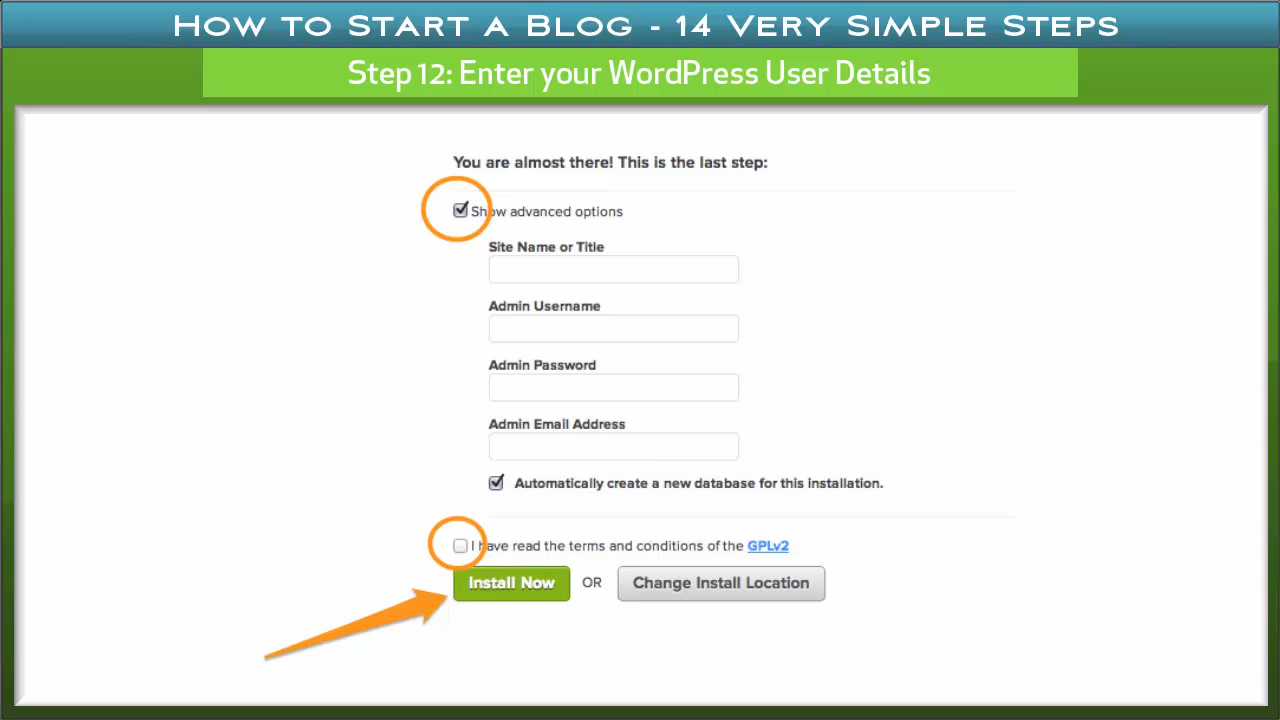 How to Start a Blog - 14 Very Simple Steps
Step 12: Enter your WordPress User Details
You are almost there! This is the last step:
Show advanced options
Site Name or Title
Admin Username
Admin Password
Admin Email Address
Automatically create a new database for this installation.
I have read the terms and conditions of the GPLv2
Install Now OR Change Install Location